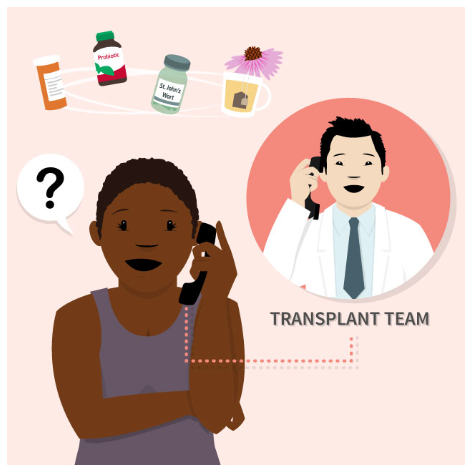 Probiotic
St. John's
Wort
?
TRANSPLANT TEAM